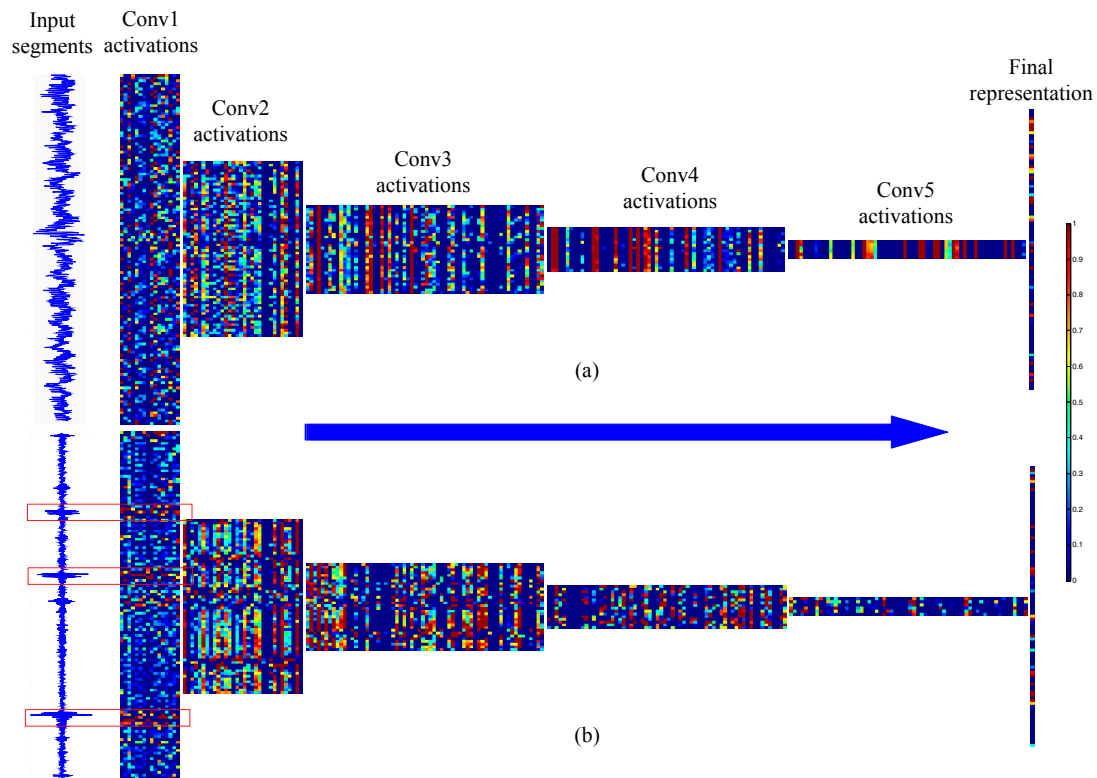 Input
segments
Conv1
activations
Conv2
activations
Conv3
activations
Conv4
activations
Conv5
activations
Final
representation
1
0.9
0.8
0.7
0.6
0.5
0.4
0.3
0.2
0.1
0
(a)
(b)